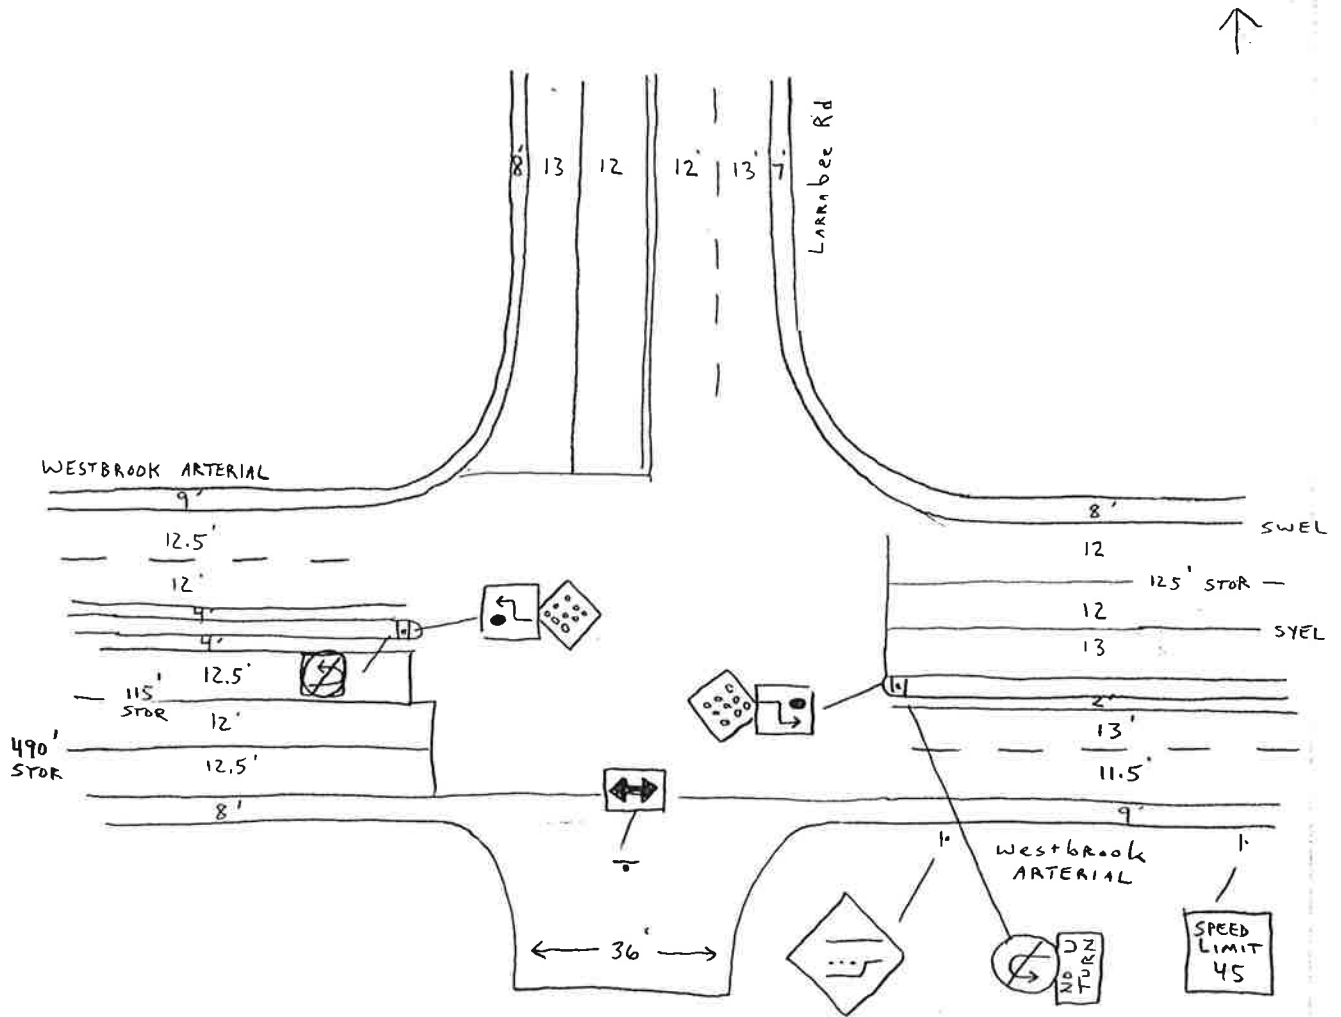 8'
13
12
12'
13'
7'
LARRAbee Rd
WESTBROOK ARTERIAL
9'
12.5'
12'
4'
4'
12.5'
115'
STOR
12'
490'
STOR
12.5'
8'
8'
SWEL
12
125' STOR
12
SYEL
13
2'
13'
11.5'
9'
Westbrook
ARTERIAL
36'
NO U
TURN
SPEED
LIMIT
45